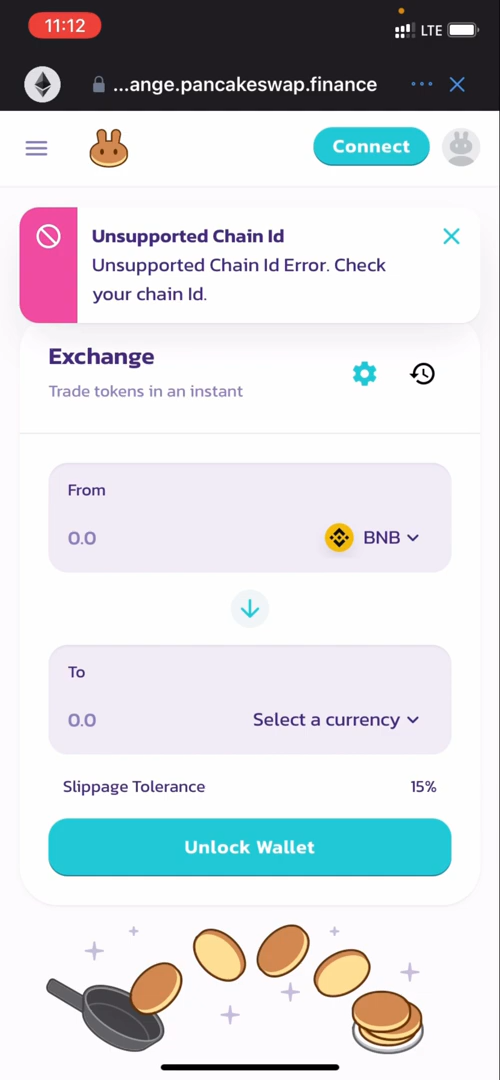 11:12
LTE
...ange.pancakeswap.finance
Connect
Unsupported Chain Id
Unsupported Chain Id Error. Check
your chain Id.
Exchange
Trade tokens in an instant
From
0.0
BNB
To
0.0
Select a currency
Slippage Tolerance
15%
Unlock Wallet